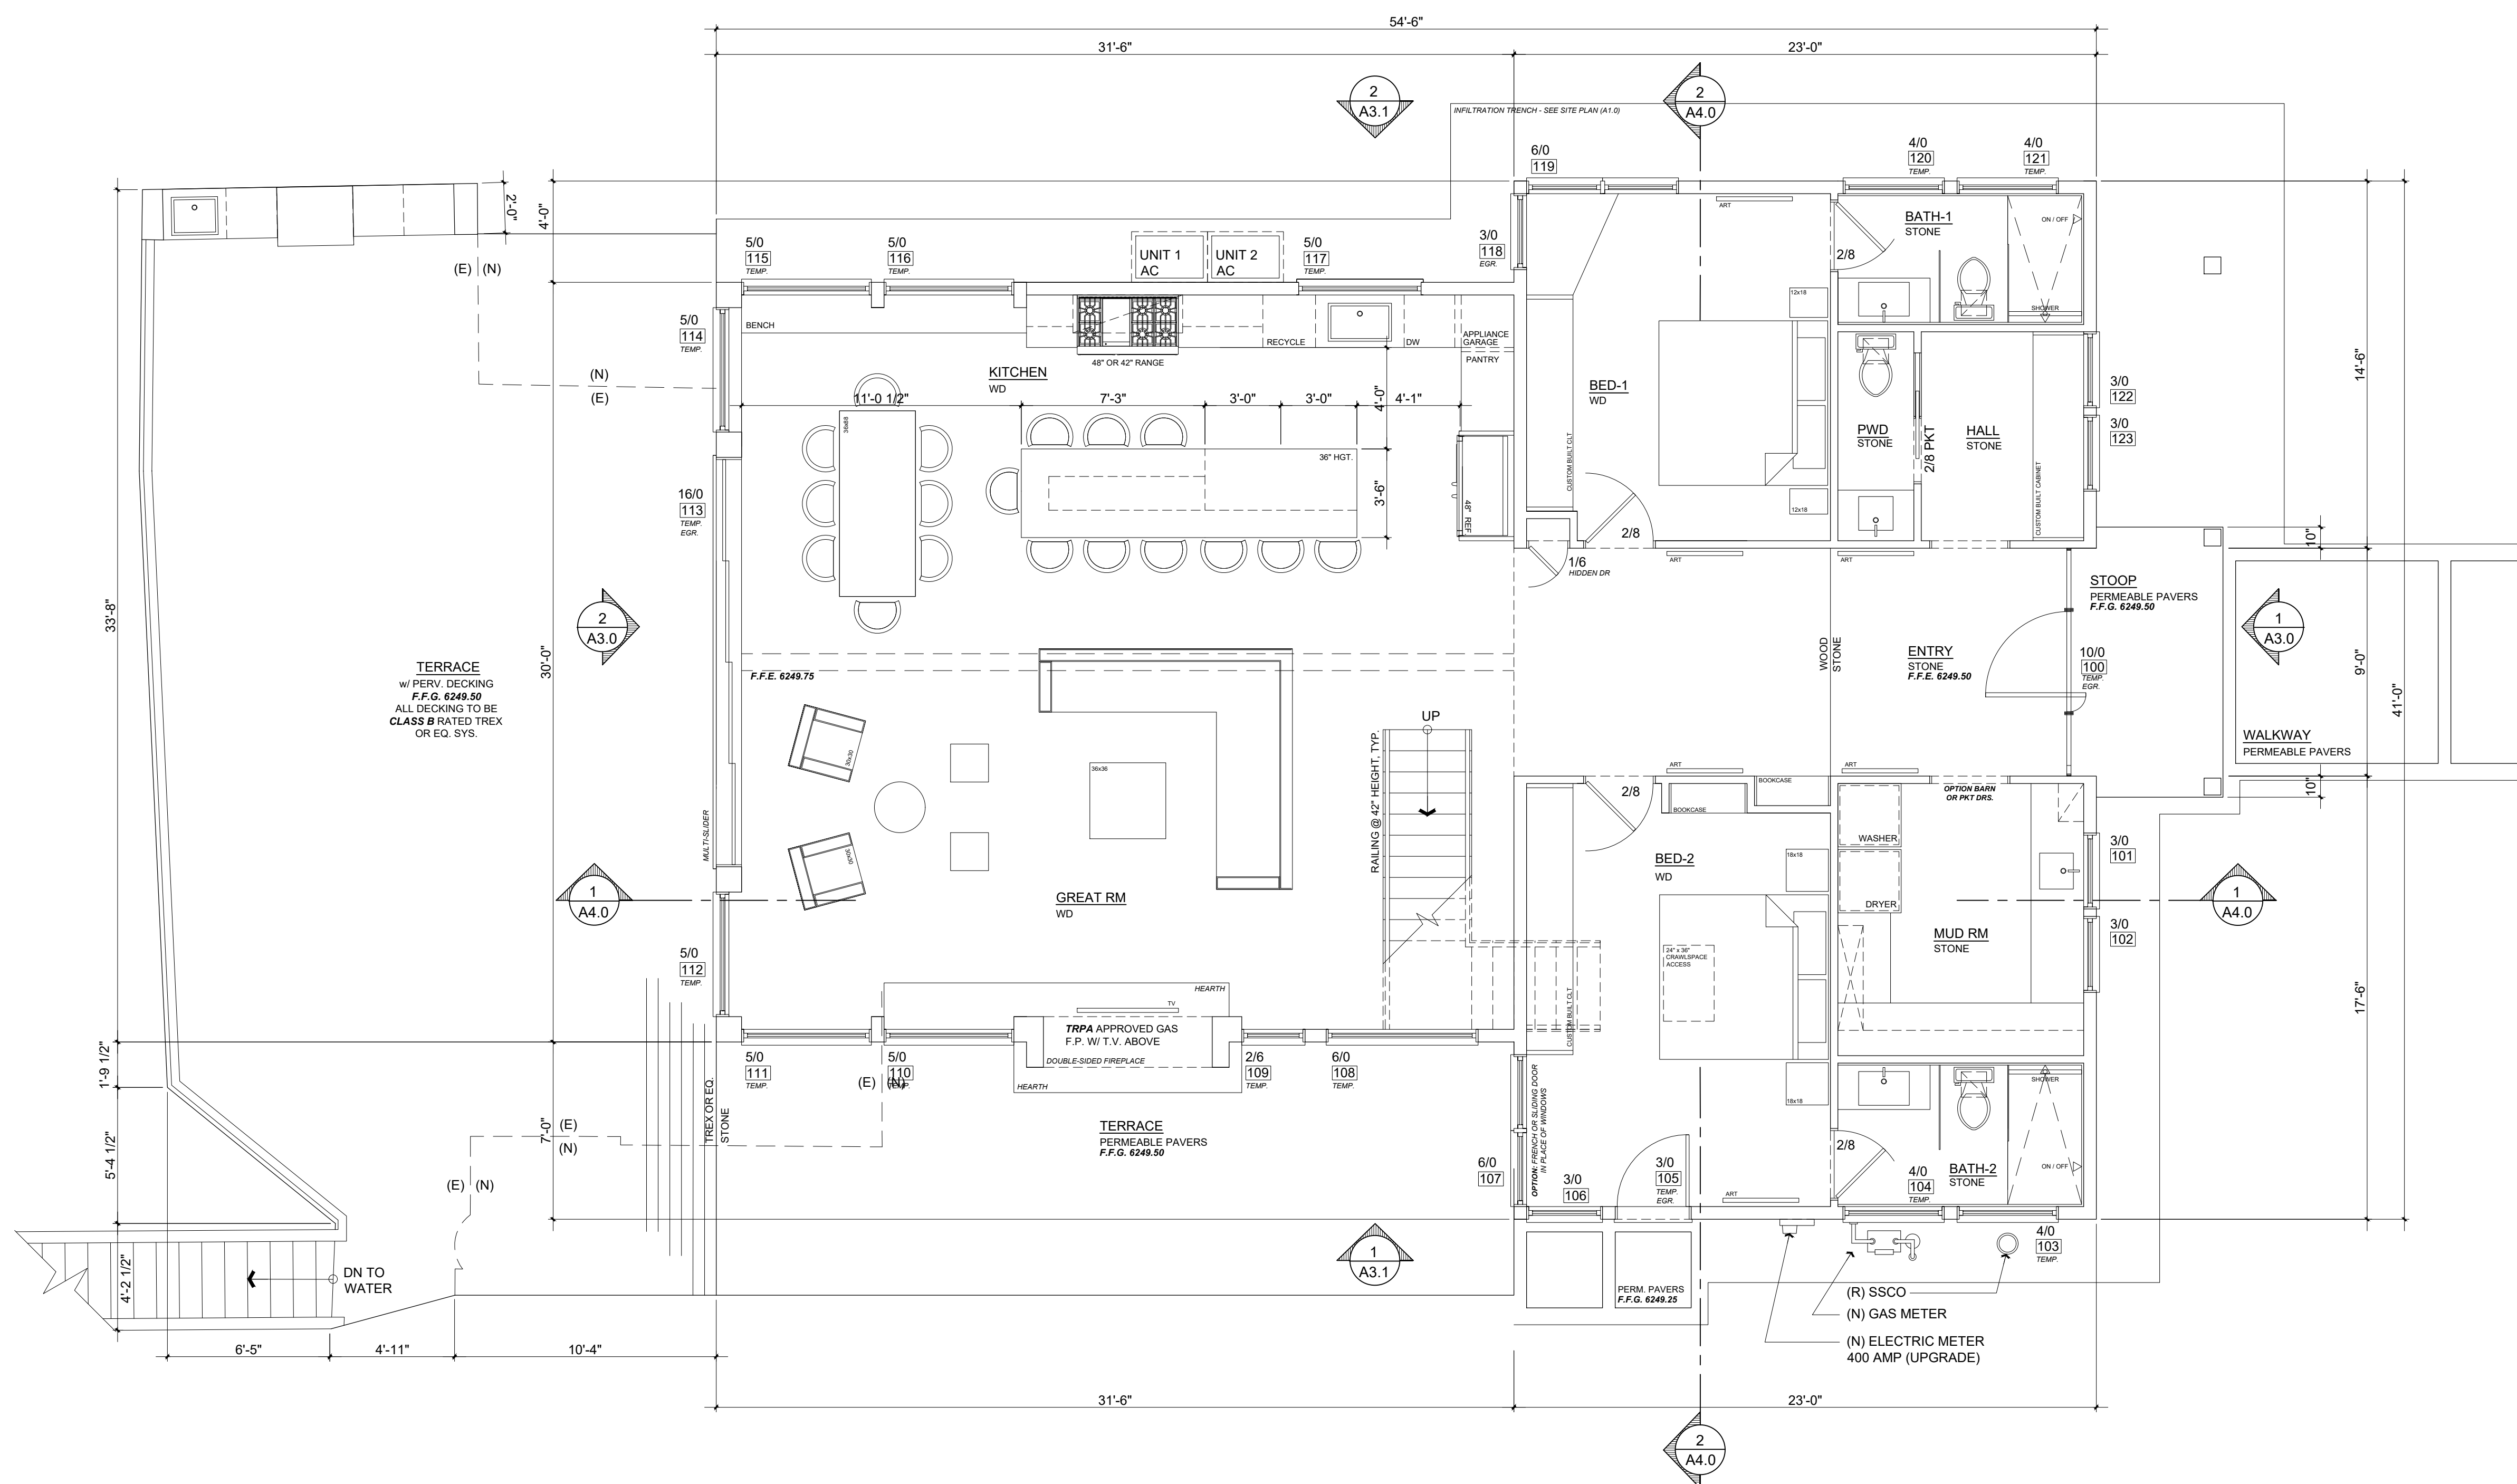 54'-6"
31'-6"
23'-0"
2
A3.1
2
A4.0
INFILTRATION TRENCH - SEE SITE PLAN (A1.0)
6/0
119
4/0
120
TEMP.
4/0
121
TEMP.
2'-0"
4'-0"
ART
BATH-1
STONE
ON / OFF
SHOWER
2/8
5/0
115
TEMP.
5/0
116
TEMP.
UNIT 1
AC
UNIT 2
AC
5/0
117
TEMP.
3/0
118
EGR.
(E)
(N)
12x18
5/0
114
TEMP.
BENCH
RECYCLE
DW
APPLIANCE
GARAGE
PANTRY
48" OR 42" RANGE
KITCHEN
WD
(N)
(E)
BED-1
WD
3/0
122
3/0
123
14'-6"
11'-0 1/2"
7'-3"
3'-0"
3'-0"
4'-1"
4'-0"
36x88
PWD
STONE
2/8 PKT
HALL
STONE
CUSTOM BUILT CLT
CUSTOM BUILT CABINET
36" HGT.
3'-6"
48" REF.
12x18
16/0
113
TEMP.
EGR.
2/8
1/6
HIDDEN DR
ART
ART
10"
STOOP
PERMEABLE PAVERS
F.F.G. 6249.50
33'-8"
2
A3.0
30'-0"
1
A3.0
TERRACE
w/ PERV. DECKING
F.F.G. 6249.50
ALL DECKING TO BE
CLASS B RATED TREX
OR EQ. SYS.
F.F.E. 6249.75
WOOD
STONE
ENTRY
STONE
F.F.E. 6249.50
10/0
100
TEMP.
EGR.
9'-0"
41'-0"
UP
WALKWAY
PERMEABLE PAVERS
30x30
36x36
RAILING @ 42" HEIGHT, TYP.
ART
ART
BOOKCASE
BOOKCASE
2/8
OPTION BARN
OR PKT DRS.
10"
MULTI-SLIDER
30x30
WASHER
DRYER
BED-2
WD
18x18
3/0
101
1
A4.0
GREAT RM
WD
1
A4.0
24" x 36"
CRAWLSPACE
ACCESS
MUD RM
STONE
3/0
102
5/0
112
TEMP.
HEARTH
TV
TRPA APPROVED GAS
F.P. W/ T.V. ABOVE
DOUBLE-SIDED FIREPLACE
HEARTH
CUSTOM BUILT CLT
17'-6"
1'-9 1/2"
5/0
111
TEMP.
5/0
110
TEMP.
(E)
(N)
2/6
109
TEMP.
6/0
108
TEMP.
SHOWER
18x18
TREX OR EQ.
STONE
7'-0"
(E)
(N)
5'-4 1/2"
TERRACE
PERMEABLE PAVERS
F.F.G. 6249.50
OPTION: FRENCH OR SLIDING DOOR
IN PLACE OF WINDOWS
6/0
107
3/0
106
3/0
105
TEMP.
EGR.
ART
2/8
4/0
104
TEMP.
BATH-2
STONE
ON / OFF
(E)
(N)
1
A3.1
4/0
103
TEMP.
4'-2 1/2"
DN TO
WATER
PERM. PAVERS
F.F.G. 6249.25
(R) SSCO
(N) GAS METER
(N) ELECTRIC METER
400 AMP (UPGRADE)
6'-5"
4'-11"
10'-4"
31'-6"
23'-0"
2
A4.0